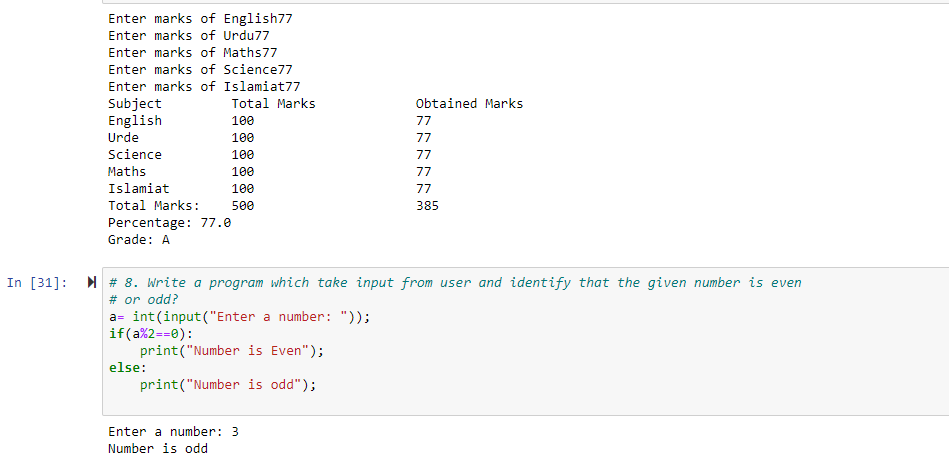 Enter marks of English77
Enter marks of Urdu77
Enter marks of Maths77
Enter marks of Science77
Enter marks of Islamiat77
Subject         Total Marks             Obtained Marks
English         100                     77
Urde            100                     77
Science         100                     77
Maths           100                     77
Islamiat        100                     77
Total Marks:    500                     385
Percentage: 77.0
Grade: A
In [31]:
# 8. Write a program which take input from user and identify that the given number is even
# or odd?
a= int(input("Enter a number: "));
if(a%2==0):
    print("Number is Even");
else:
    print("Number is odd");
Enter a number: 3
Number is odd